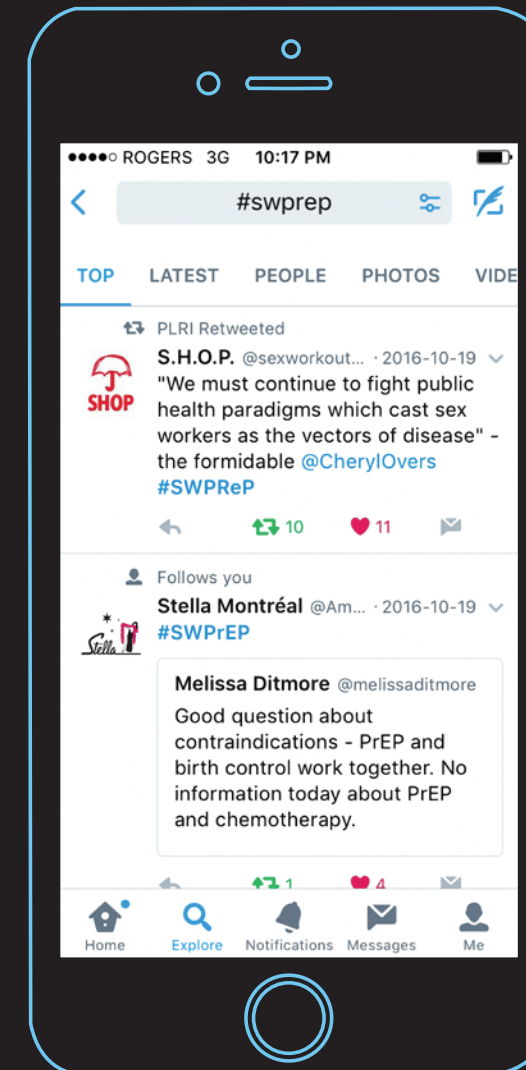 ROGERS 3G 10:17 PM
#swprep
TOP LATEST PEOPLE PHOTOS VIDE
PLRI Retweeted
S.H.O.P. @sexworkout... · 2016-10-19
"We must continue to fight public
health paradigms which cast sex
workers as the vectors of disease" -
the formidable @CherylOvers
#SWPReP
10 11
SHOP
Follows you
Stella Montréal @Am... · 2016-10-19
#SWPrEP
Stella
Melissa Ditmore @melissaditmore
Good question about
contraindications - PrEP and
birth control work together. No
information today about PrEP
and chemotherapy.
1 4
Home Explore Notifications Messages Me